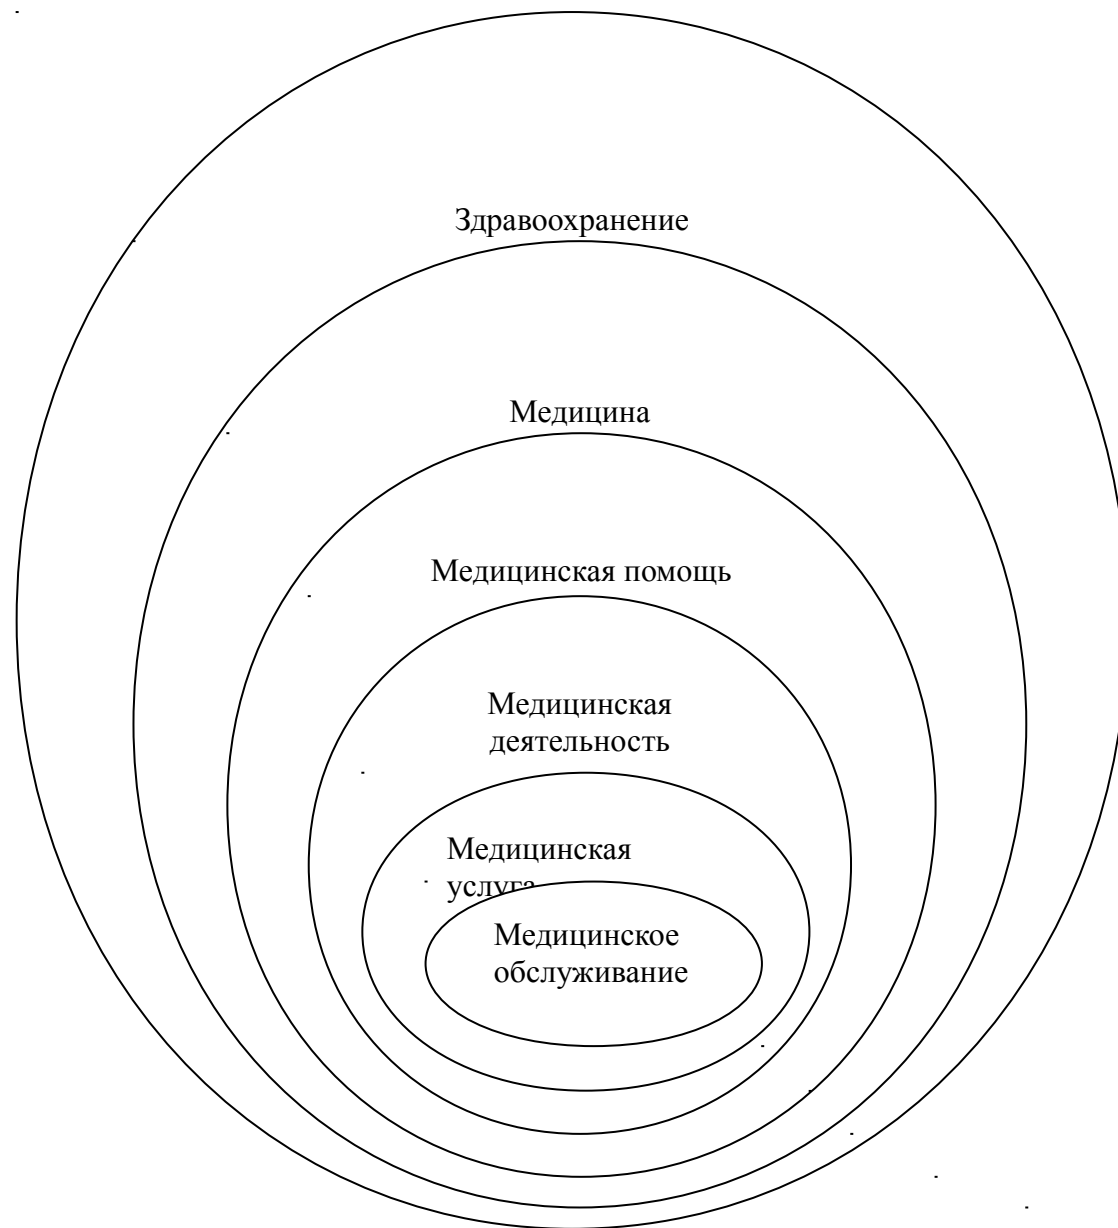 Здравоохранение
Медицина
Медицинская помощь
Медицинская
деятельность
Медицинская
услуга
Медицинское
обслуживание